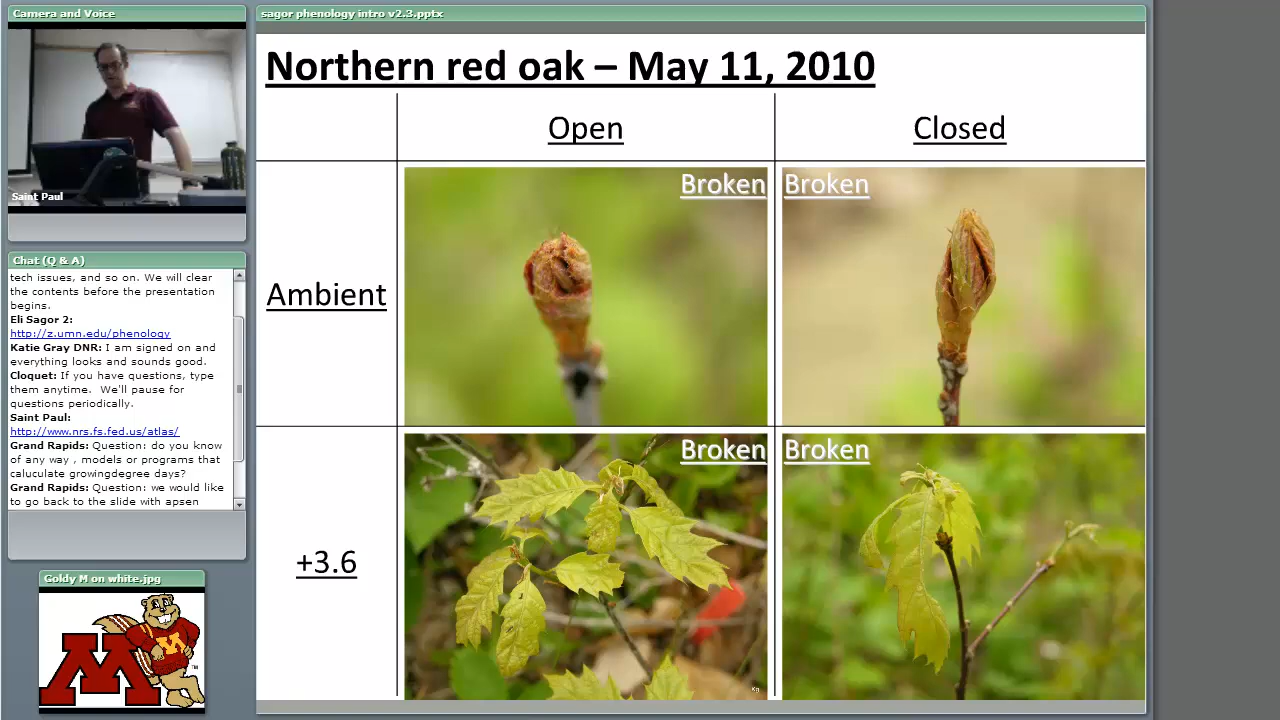 Camera and Voice
Saint Paul
Chat (Q & A)
tech issues, and so on. We will clear
the contents before the presentation
begins.
Eli Sagor 2:
http://z.umn.edu/phenology
Katie Gray DNR: I am signed on and
everything looks and sounds good.
Cloquet: If you have questions, type
them anytime.  We'll pause for
questions periodically.
Saint Paul:
http://www.nrs.fs.fed.us/atlas/
Grand Rapids: Question: do you know
of any way , models or programs that
caluculate growingdegree days?
Grand Rapids: Question: we would like
to go back to the slide with apsen
Goldy M on white.jpg
M
M
TM
sagor phenology intro v2.3.pptx
Northern red oak – May 11, 2010
Open
Closed
Ambient
Broken
Broken
+3.6
Broken
Broken